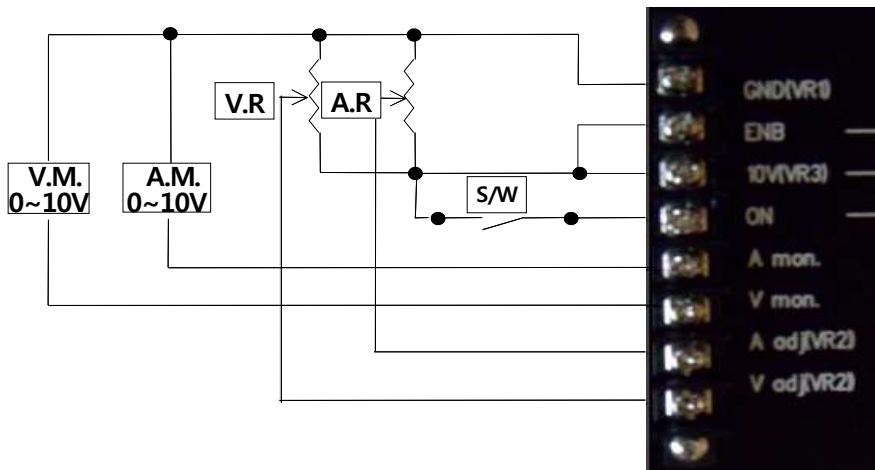 V.R
A.R
V.M.
0~10V
A.M.
0~10V
S/W
GND(VR1)
ENB
10V(VR3)
ON
A mon.
V mon.
A adj(VR2)
V adj(VR2)